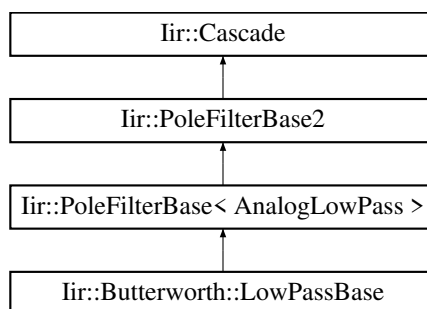 Iir::Cascade
Iir::PoleFilterBase2
Iir::PoleFilterBase< AnalogLowPass >
Iir::Butterworth::LowPassBase